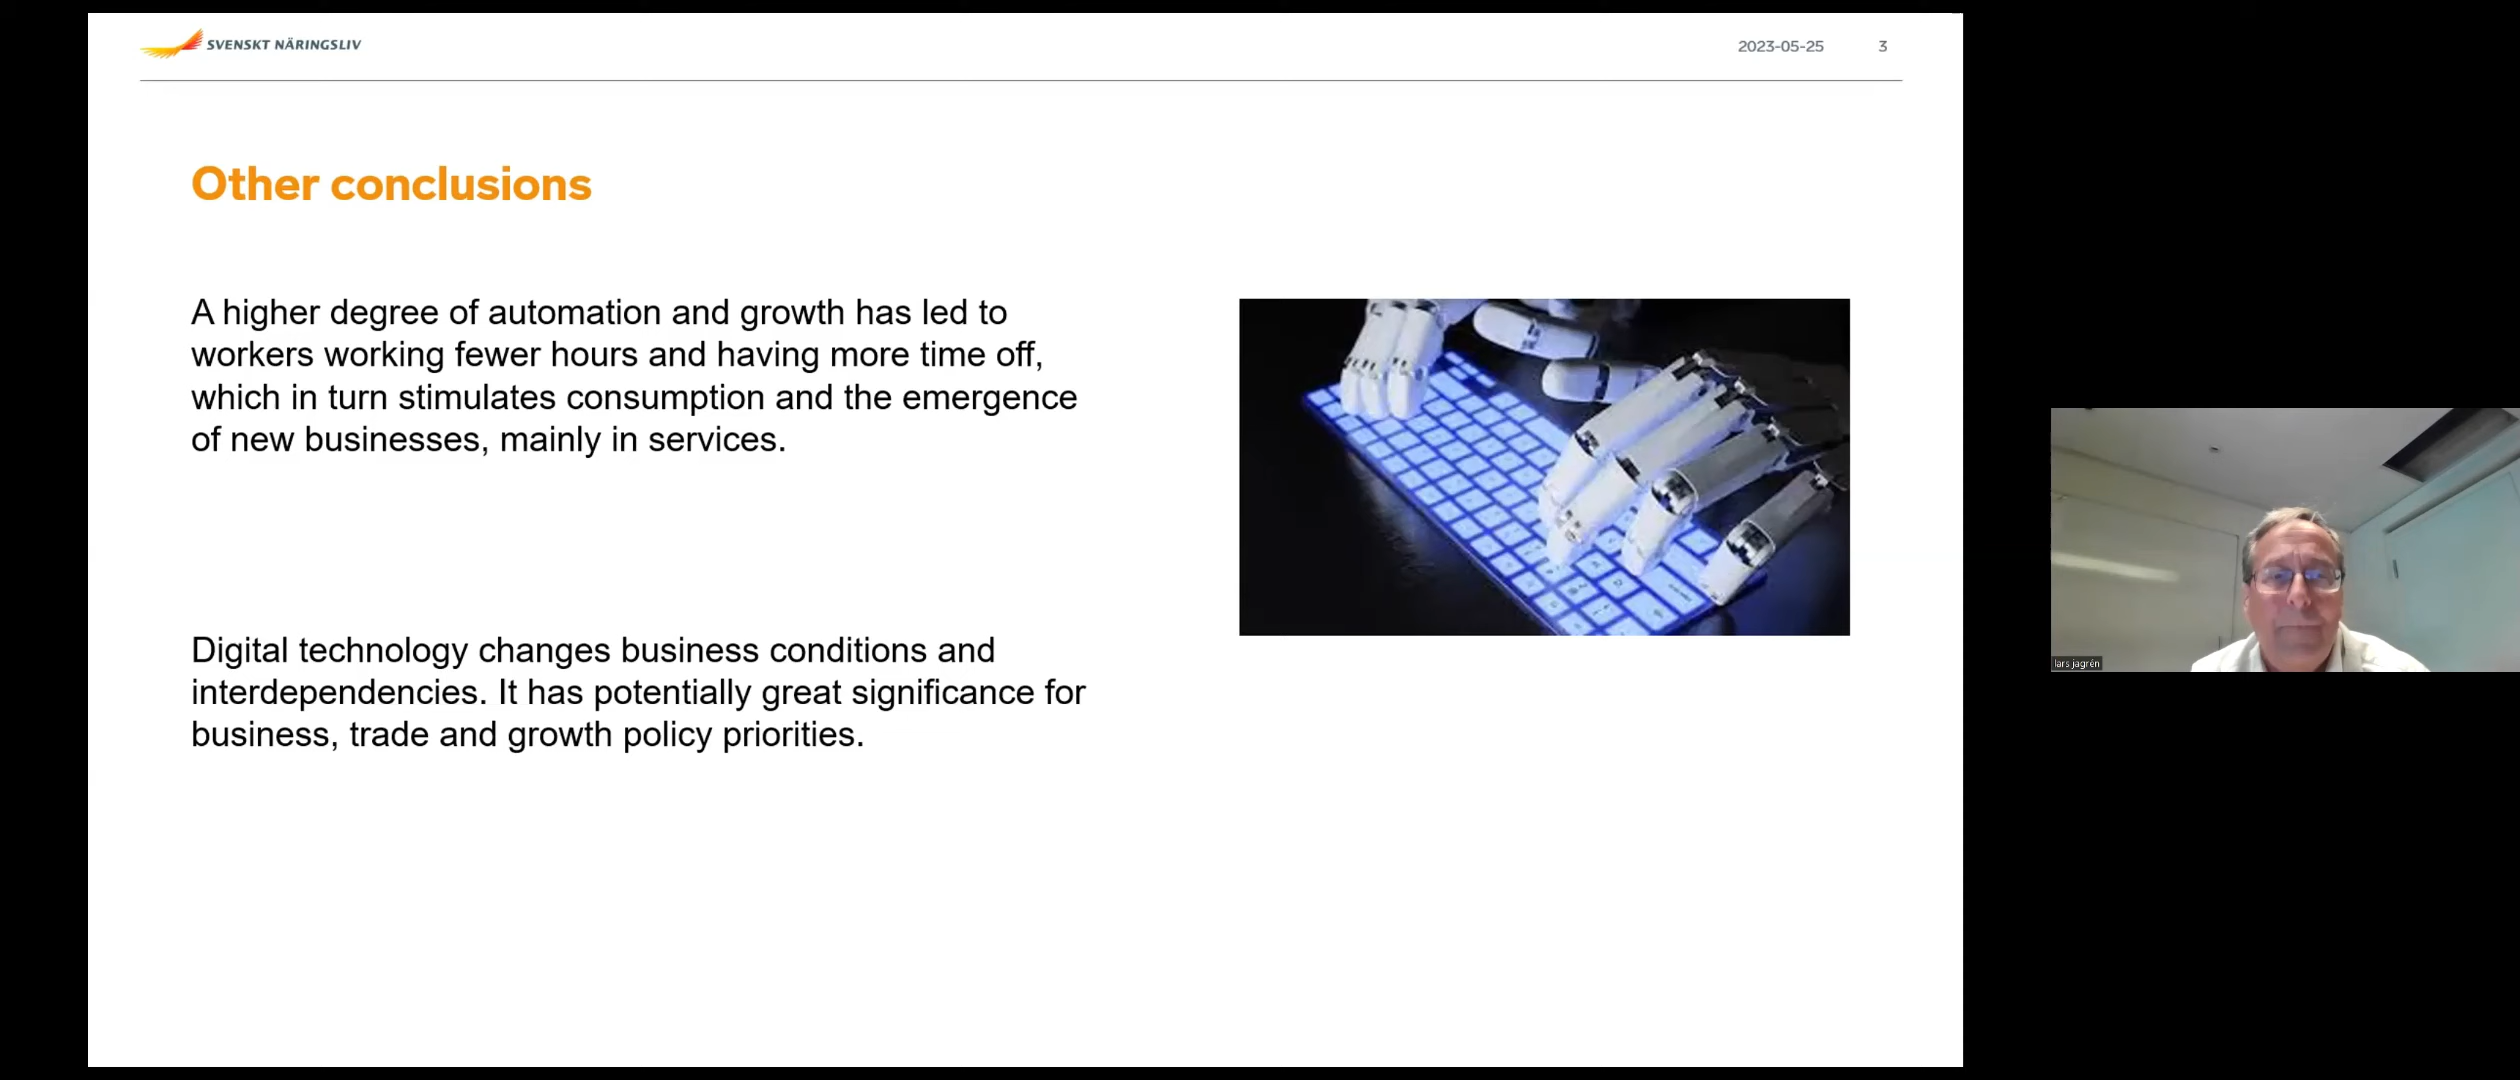 SVENSKT NÄRINGSLIV
2023-05-25 3
Other conclusions
A higher degree of automation and growth has led to
workers working fewer hours and having more time off,
which in turn stimulates consumption and the emergence
of new businesses, mainly in services.
Digital technology changes business conditions and
interdependencies. It has potentially great significance for
business, trade and growth policy priorities.
lars jagrén